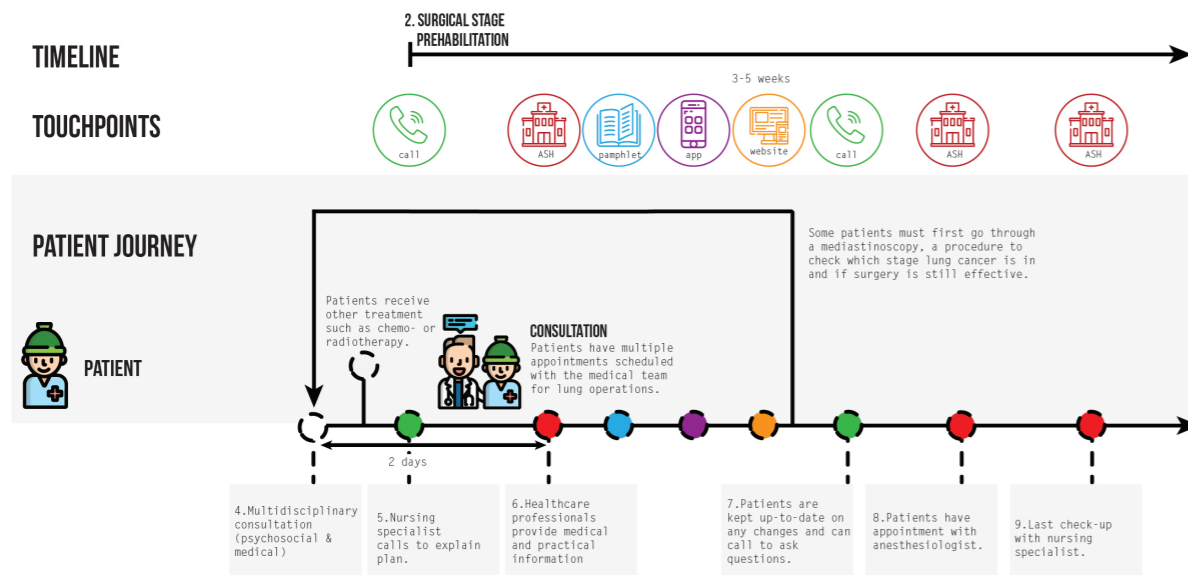 2. SURGICAL STAGE
PREHABILITATION
TIMELINE
3-5 weeks
TOUCHPOINTS
call
ASH
pamphlet
app
website
call
ASH
ASH
PATIENT JOURNEY
Some patients must first go through
a mediastinoscopy, a procedure to
check which stage lung cancer is in
and if surgery is still effective.
Patients receive
other treatment
such as chemo- or
radiotherapy.
CONSULTATION
Patients have multiple
appointments scheduled
with the medical team
for lung operations.
PATIENT
2 days
4.Multidisciplinary
consultation
(psychosocial &
medical)
5.Nursing
specialist
calls to explain
plan.
6.Healthcare
professionals
provide medical
and practical
information
7.Patients are
kept up-to-date on
any changes and can
call to ask
questions.
8.Patients have
appointment with
anesthesiologist.
9.Last check-up
with nursing
specialist.